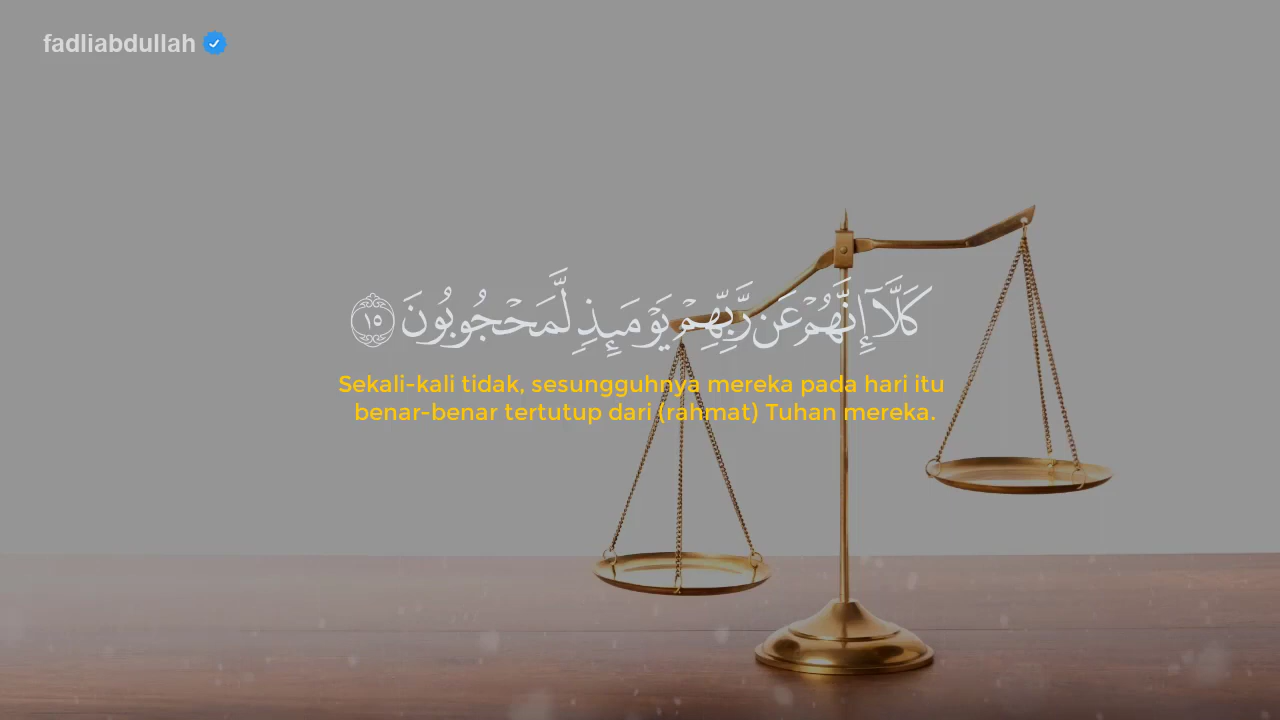 fadliabdullah
كَلَّآ إِنَّهُمْ عَن رَّبِّهِمْ يَوْمَئِذٍ لَّمَحْجُوبُونَ ١٥
Sekali-kali tidak, sesungguhnya mereka pada hari itu
benar-benar tertutup dari (rahmat) Tuhan mereka.